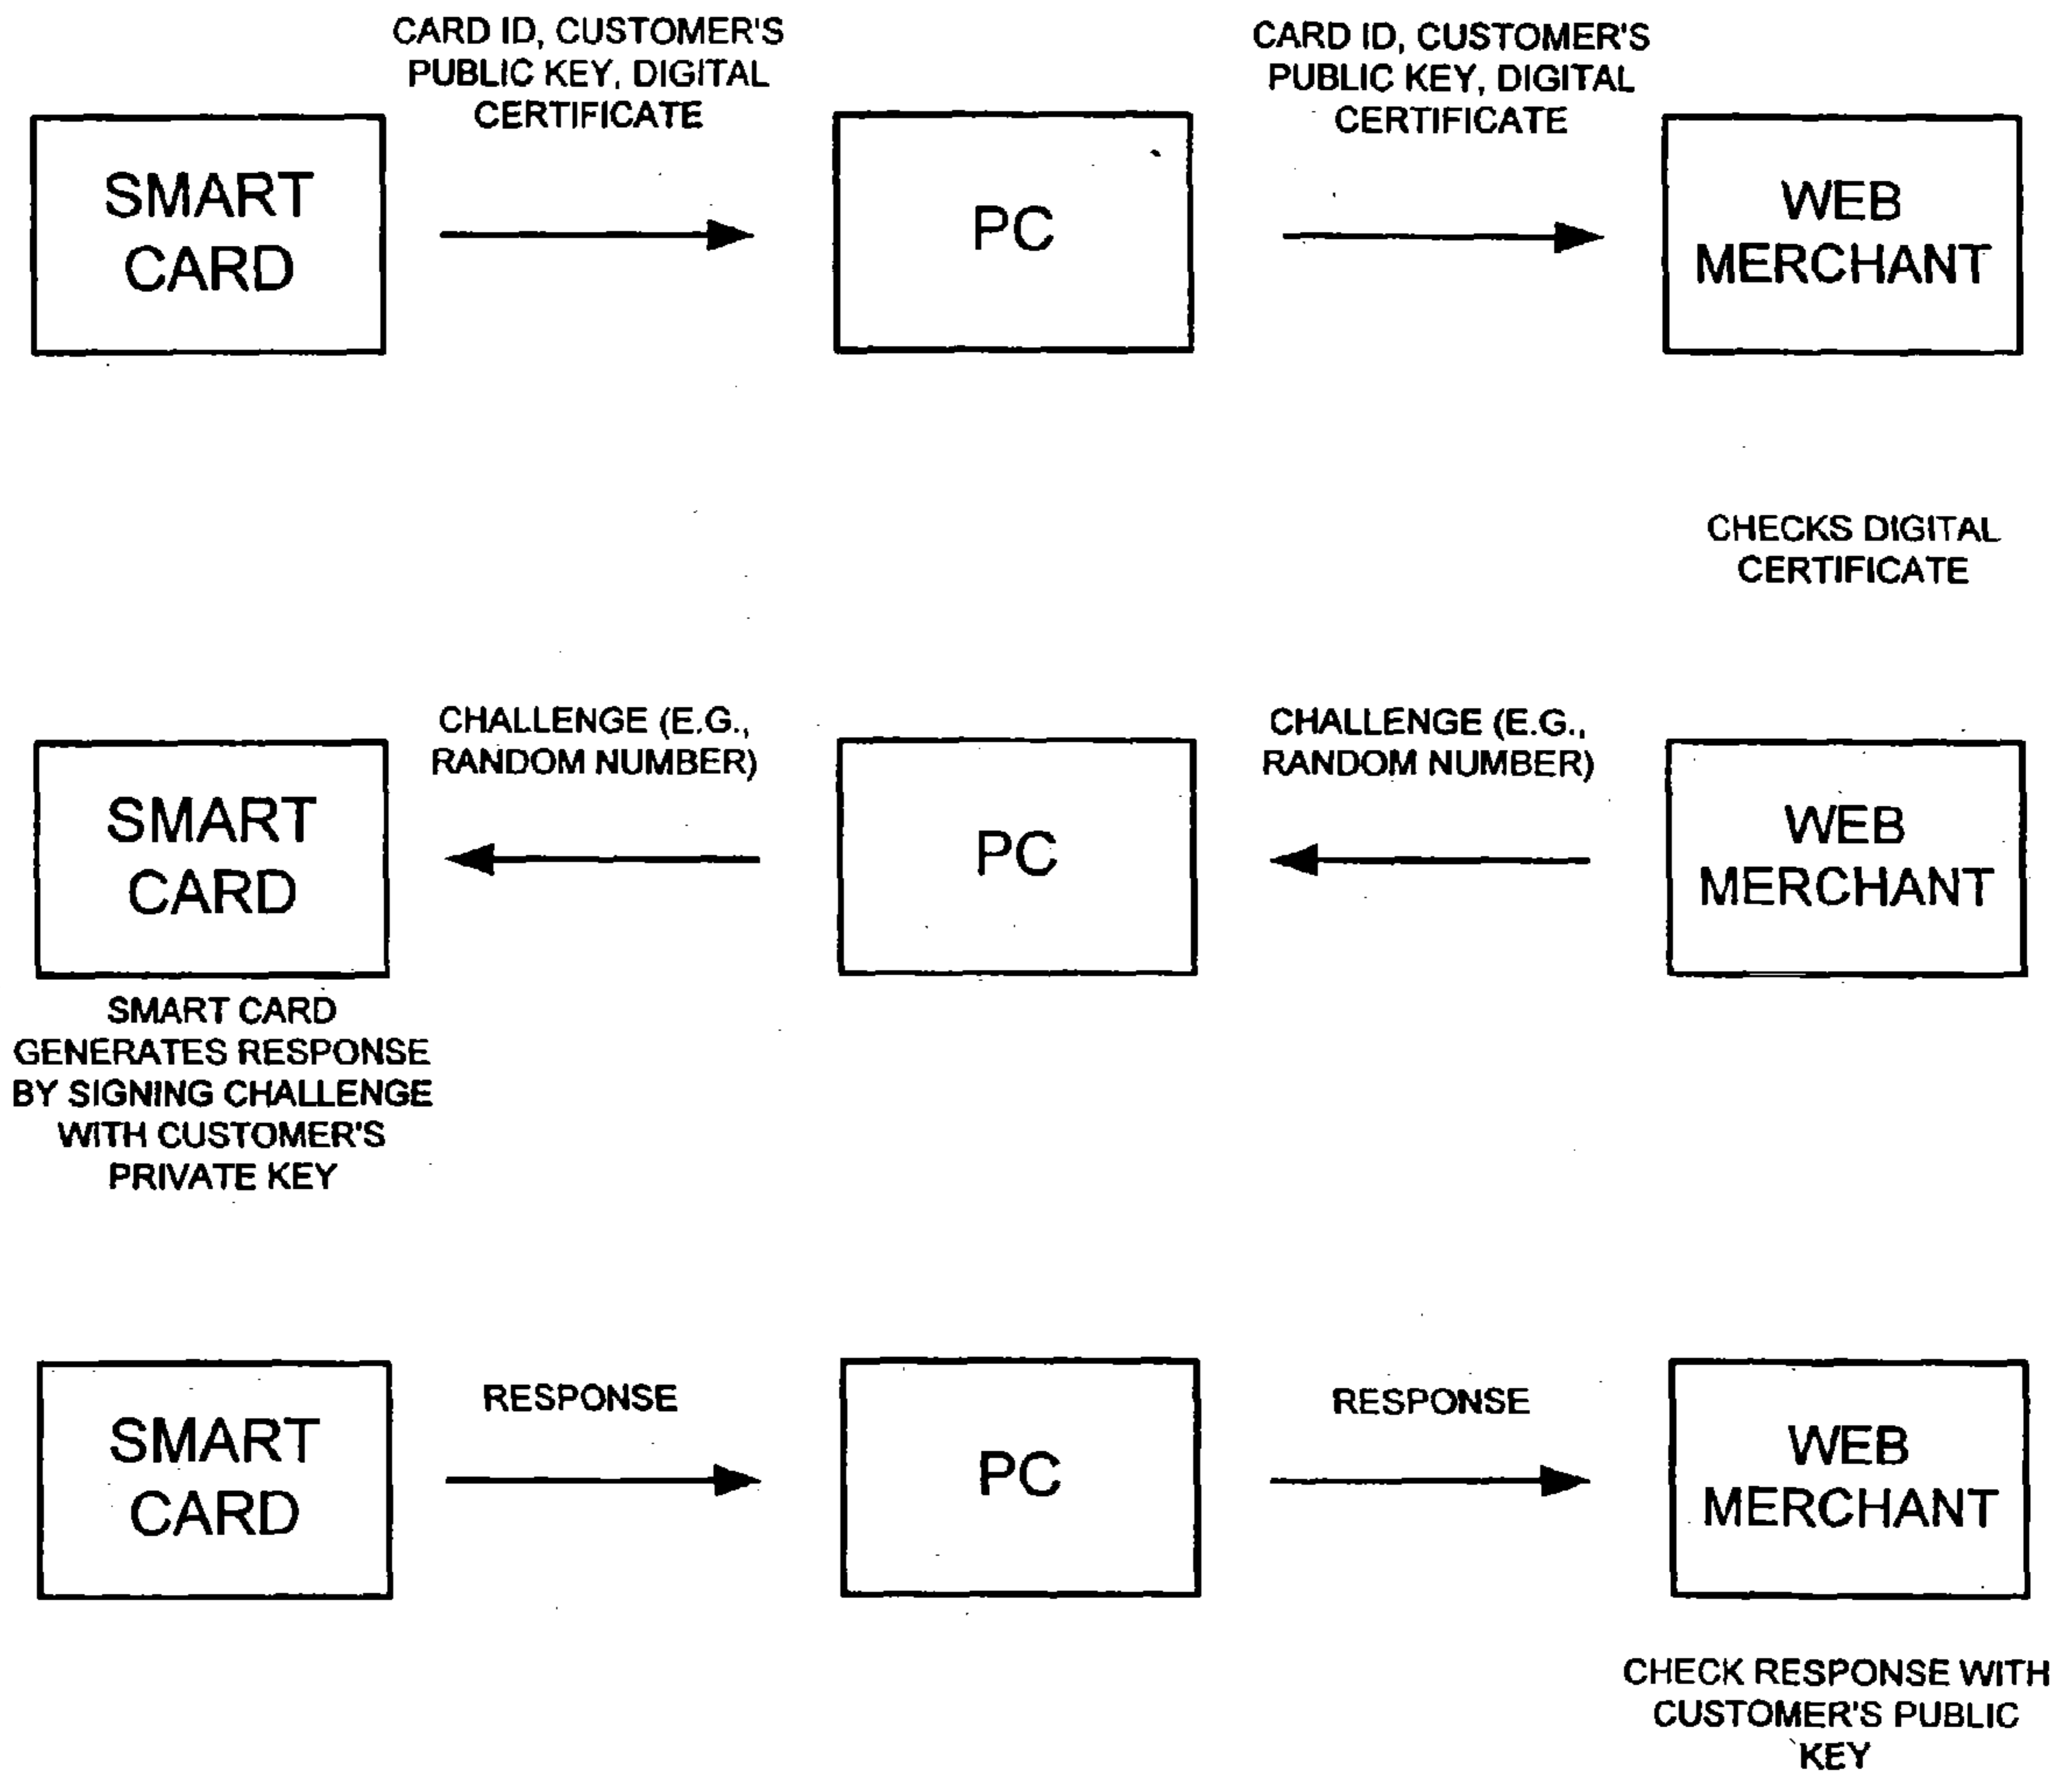 CARD ID, CUSTOMER'S
PUBLIC KEY, DIGITAL
CERTIFICATE
CARD ID, CUSTOMER'S
PUBLIC KEY, DIGITAL
CERTIFICATE
SMART
CARD
PC
WEB
MERCHANT
CHECKS DIGITAL
CERTIFICATE
CHALLENGE (E.G.,
RANDOM NUMBER)
CHALLENGE (E.G.,
RANDOM NUMBER)
SMART
CARD
PC
WEB
MERCHANT
SMART CARD
GENERATES RESPONSE
BY SIGNING CHALLENGE
WITH CUSTOMER'S
PRIVATE KEY
RESPONSE
RESPONSE
SMART
CARD
PC
WEB
MERCHANT
CHECK RESPONSE WITH
CUSTOMER'S PUBLIC
KEY